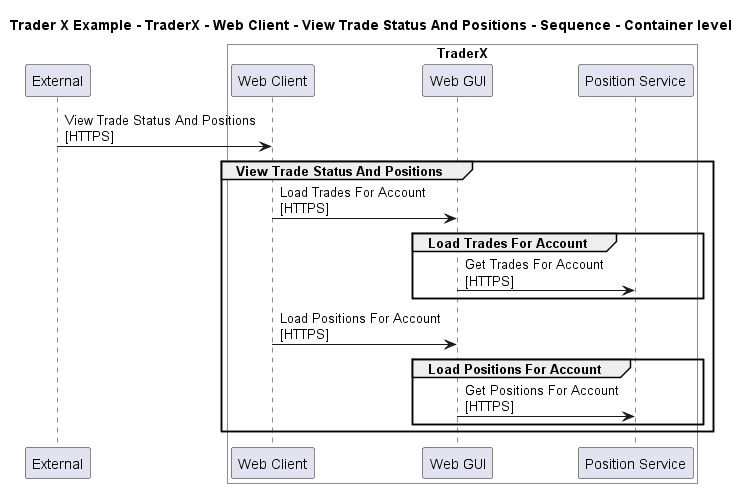 Trader X Example - TraderX - Web Client - View Trade Status And Positions - Sequence - Container level
TraderX
External
Web Client
Web GUI
Position Service
View Trade Status And Positions
[HTTPS]
View Trade Status And Positions
Load Trades For Account
[HTTPS]
Load Trades For Account
Get Trades For Account
[HTTPS]
Load Positions For Account
[HTTPS]
Load Positions For Account
Get Positions For Account
[HTTPS]
External
Web Client
Web GUI
Position Service